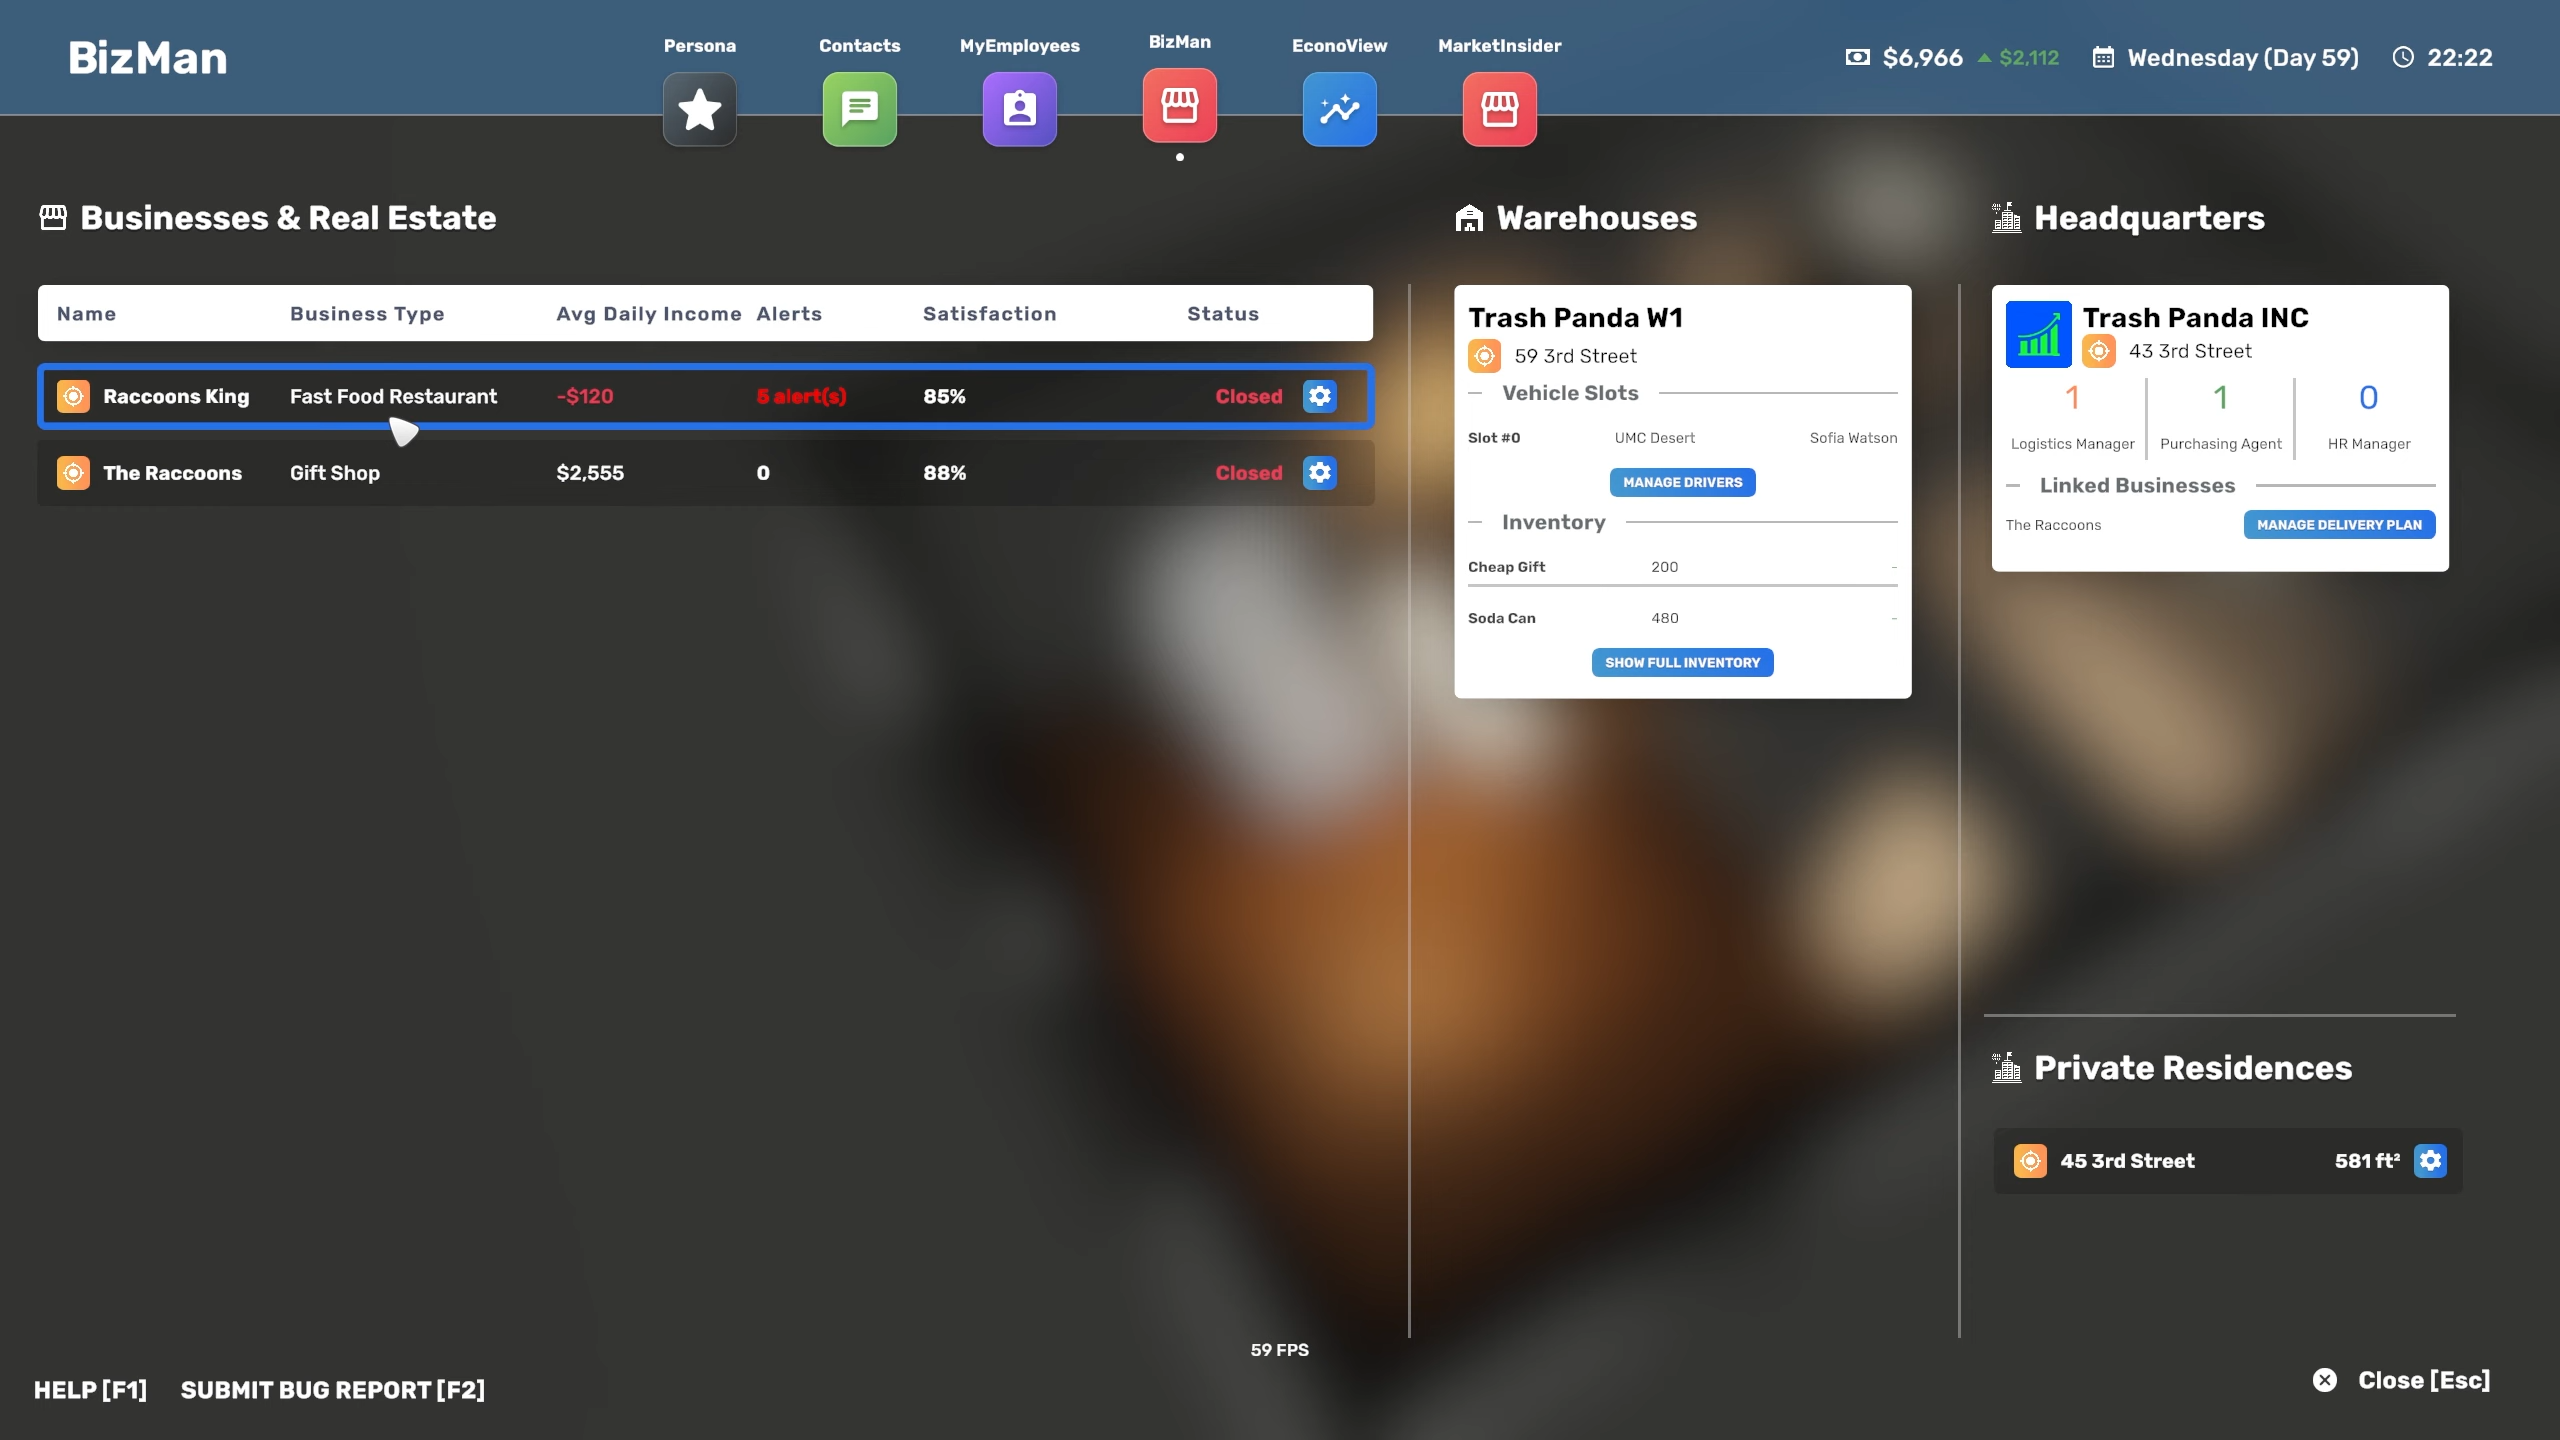 BizMan
Persona
Contacts
MyEmployees
BizMan
EconoView
MarketInsider
$6,966 $2,112 Wednesday (Day 59) 22:22
Businesses & Real Estate
Name Business Type Avg Daily Income Alerts Satisfaction Status
Raccoons King Fast Food Restaurant -$120 5 alert(s) 85% Closed
The Raccoons Gift Shop $2,555 0 88% Closed
Warehouses
Trash Panda W1
59 3rd Street
Vehicle Slots
Slot #0 UMC Desert Sofia Watson
MANAGE DRIVERS
Inventory
Cheap Gift 200 -
Soda Can 480 -
SHOW FULL INVENTORY
Headquarters
Trash Panda INC
43 3rd Street
1 1 0
Logistics Manager Purchasing Agent HR Manager
Linked Businesses
The Raccoons MANAGE DELIVERY PLAN
Private Residences
45 3rd Street 581 ft²
59 FPS
HELP [F1] SUBMIT BUG REPORT [F2]
Close [Esc]